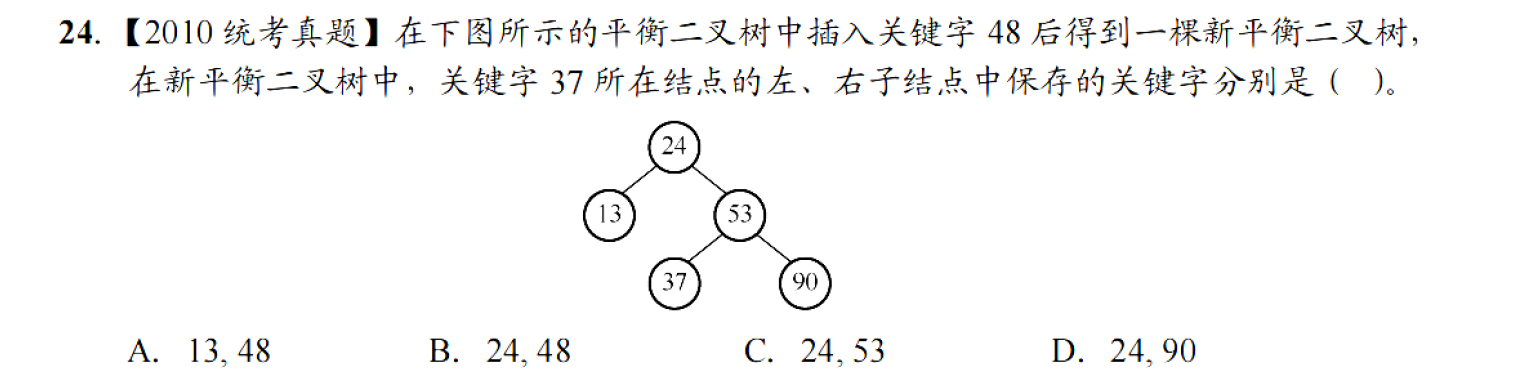 24. 【2010 统考真题】在下图所示的平衡二叉树中插入关键字 48 后得到一棵新平衡二叉树，
在新平衡二叉树中，关键字 37 所在结点的左、右子结点中保存的关键字分别是（ ）。
24
13 53
37 90
A. 13, 48 B. 24, 48 C. 24, 53 D. 24, 90